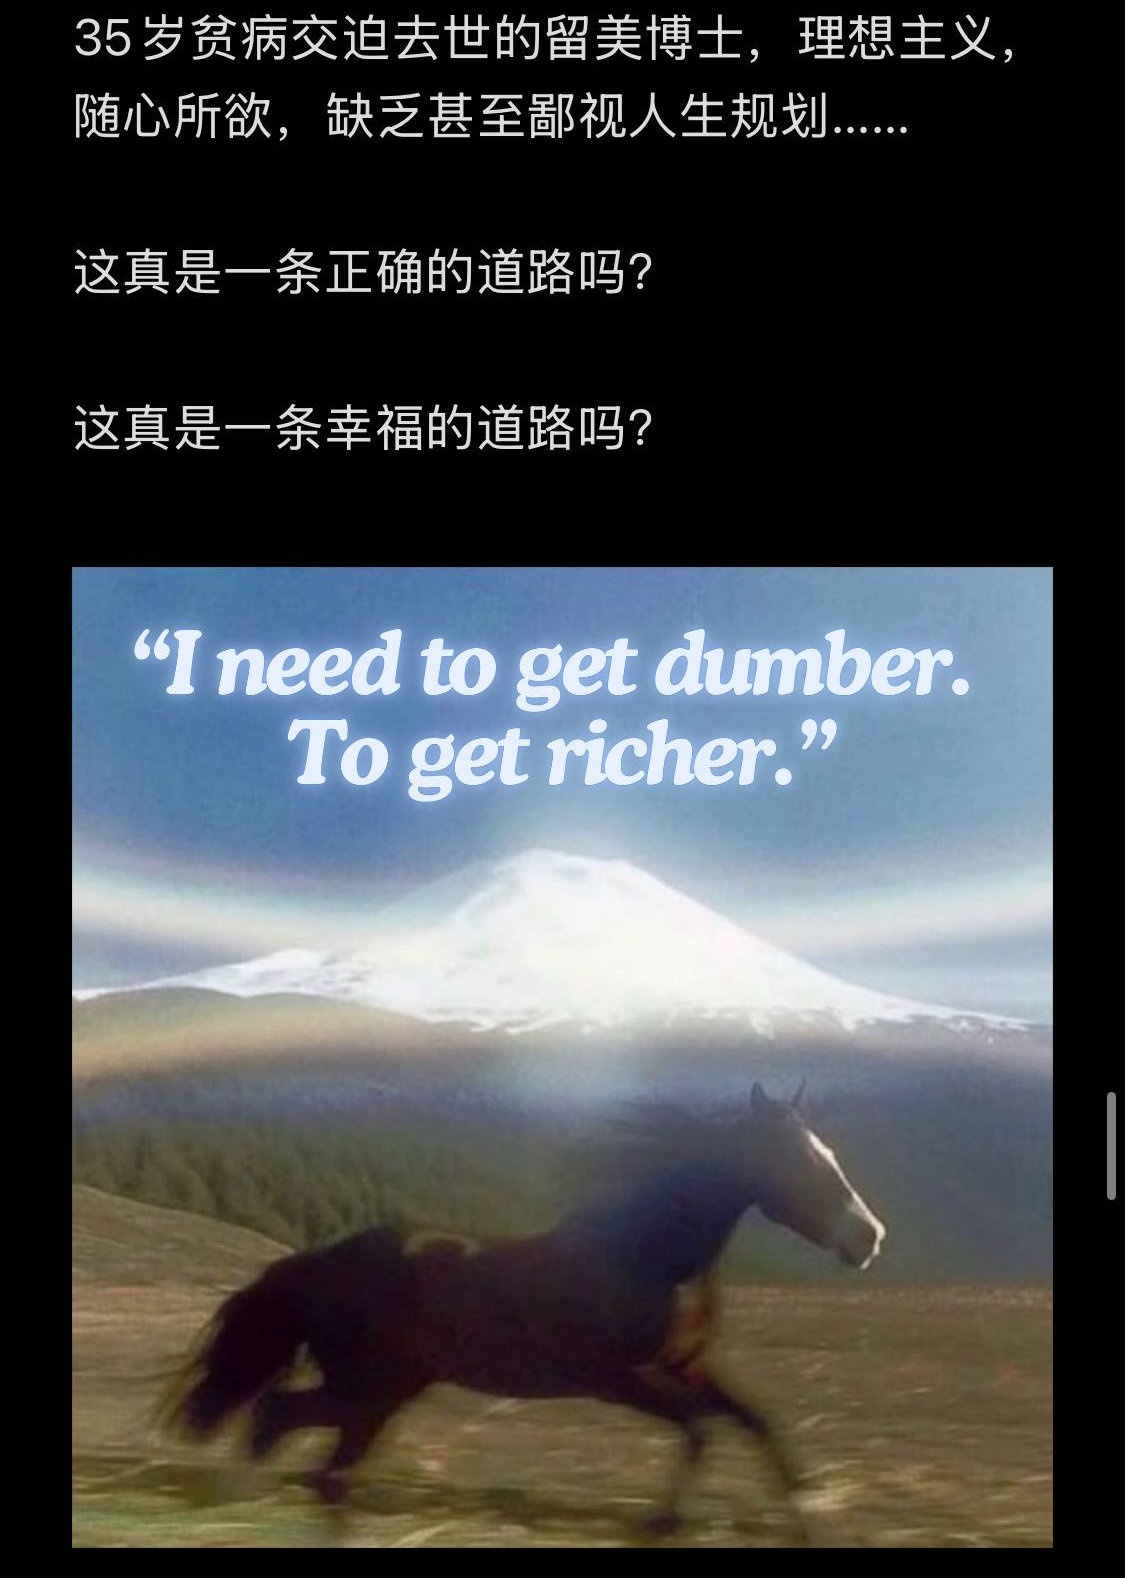 35岁贫病交迫去世的留美博士，理想主义，
随心所欲，缺乏甚至鄙视人生规划……
这真是一条正确的道路吗？
这真是一条幸福的道路吗？
“I need to get dumber.
To get richer.”